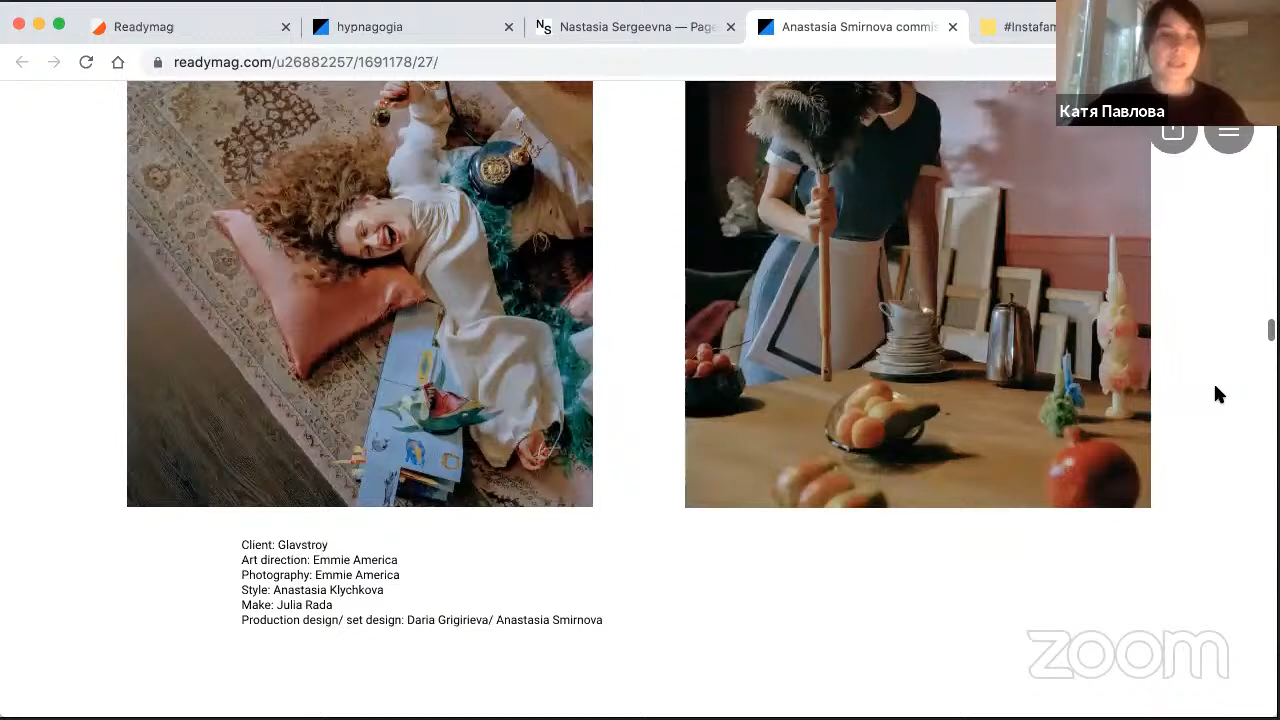 Readymag
hypnagogia
Nastasia Sergeevna — Page
Anastasia Smirnova commis
#Instafam
readymag.com/u26882257/1691178/27/
Катя Павлова
Client: Glavstroy
Art direction: Emmie America
Photography: Emmie America
Style: Anastasia Klychkova
Make: Julia Rada
Production design/ set design: Daria Grigirieva/ Anastasia Smirnova
zoom